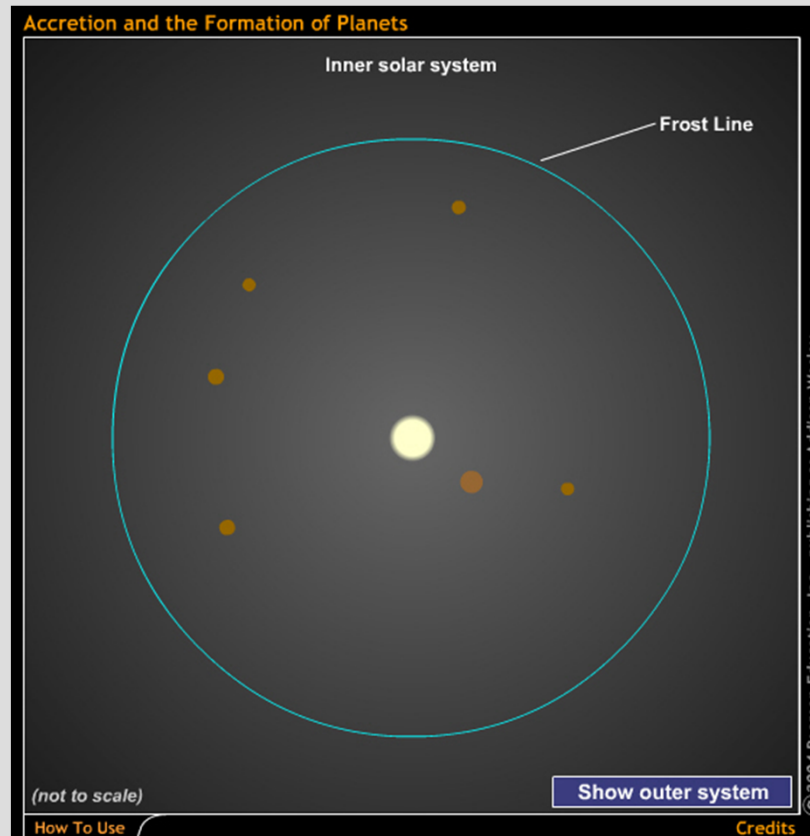 Accretion and the Formation of Planets
Inner solar system
Frost Line
(not to scale)
Show outer system
How To Use
Credits